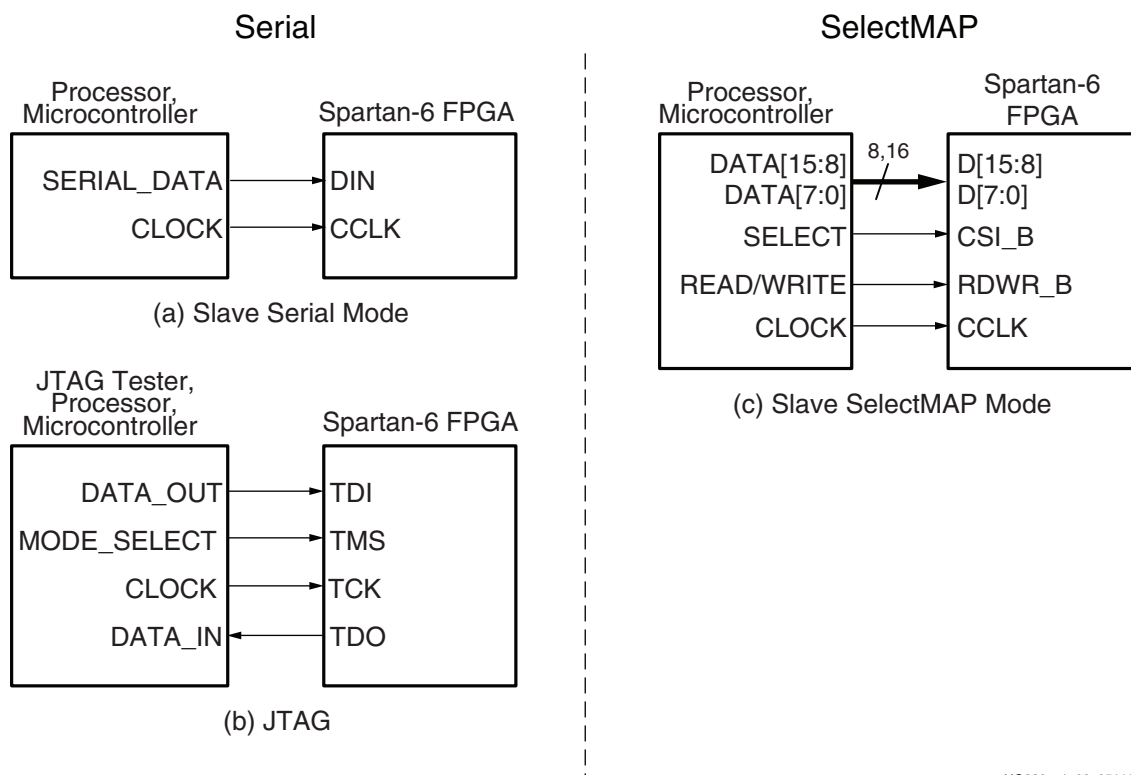 Serial
SelectMAP
Processor,
Microcontroller
Spartan-6 FPGA
SERIAL_DATA
DIN
CLOCK
CCLK
(a) Slave Serial Mode
JTAG Tester,
Processor,
Microcontroller
Spartan-6 FPGA
DATA_OUT
TDI
MODE_SELECT
TMS
CLOCK
TCK
DATA_IN
TDO
(b) JTAG
Processor,
Microcontroller
Spartan-6
FPGA
8,16
DATA[15:8]
D[15:8]
DATA[7:0]
D[7:0]
SELECT
CSI_B
READ/WRITE
RDWR_B
CLOCK
CCLK
(c) Slave SelectMAP Mode